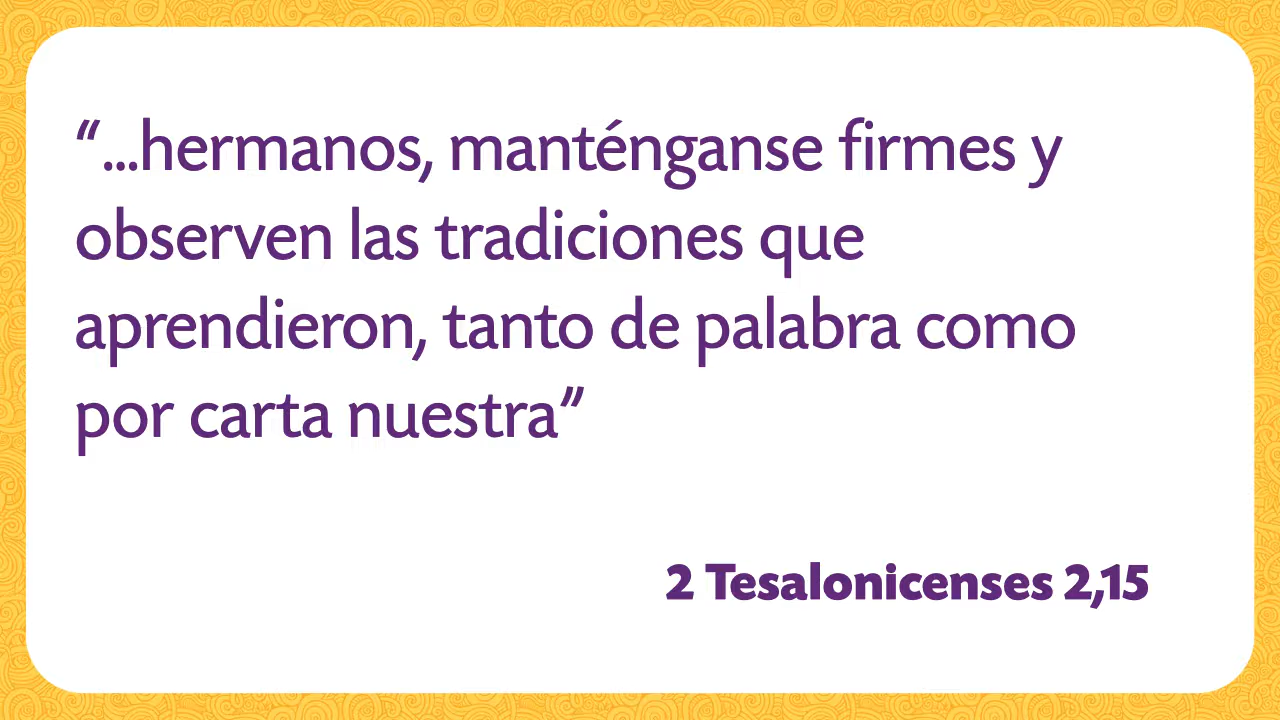 “...hermanos, manténganse firmes y
observen las tradiciones que
aprendieron, tanto de palabra como
por carta nuestra”
2 Tesalonicenses 2,15